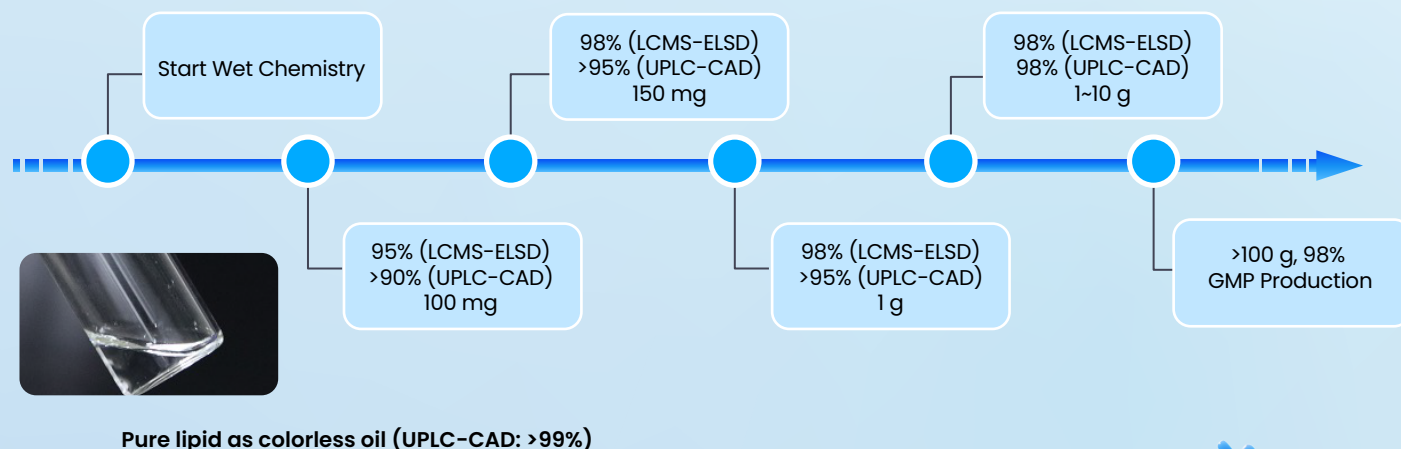 Start Wet Chemistry
95% (LCMS-ELSD)
>90% (UPLC-CAD)
100 mg
98% (LCMS-ELSD)
>95% (UPLC-CAD)
150 mg
98% (LCMS-ELSD)
>95% (UPLC-CAD)
1 g
98% (LCMS-ELSD)
98% (UPLC-CAD)
1~10 g
>100 g, 98%
GMP Production
Pure lipid as colorless oil (UPLC-CAD: >99%)